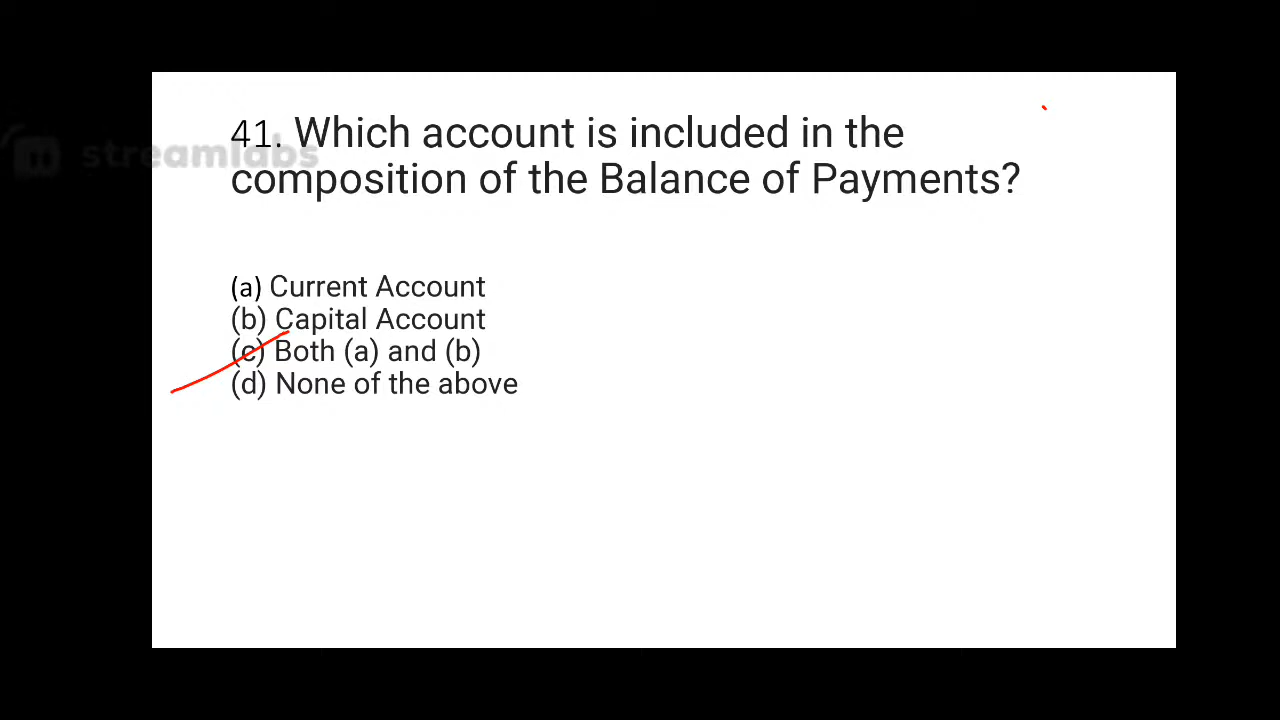 41. Which account is included in the
streamlabs
composition of the Balance of Payments?
(a) Current Account
(b) Capital Account
(c) Both (a) and (b)
(d) None of the above